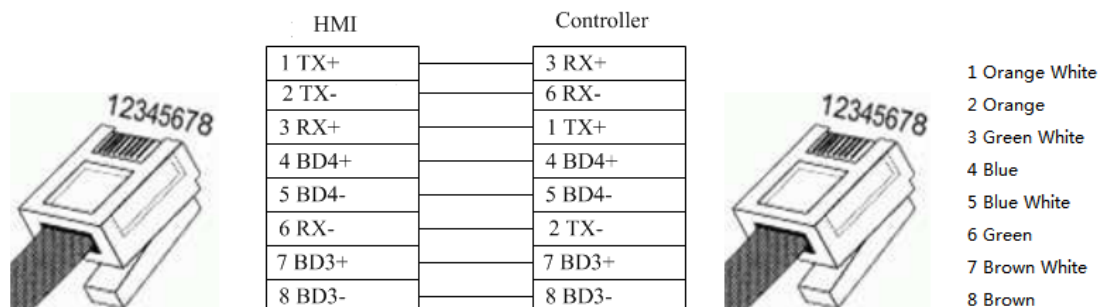 HMI
Controller
1 TX+
3 RX+
2 TX-
6 RX-
3 RX+
1 TX+
4 BD4+
4 BD4+
5 BD4-
5 BD4-
6 RX-
2 TX-
7 BD3+
7 BD3+
8 BD3-
8 BD3-
12345678
12345678
1 Orange White
2 Orange
3 Green White
4 Blue
5 Blue White
6 Green
7 Brown White
8 Brown